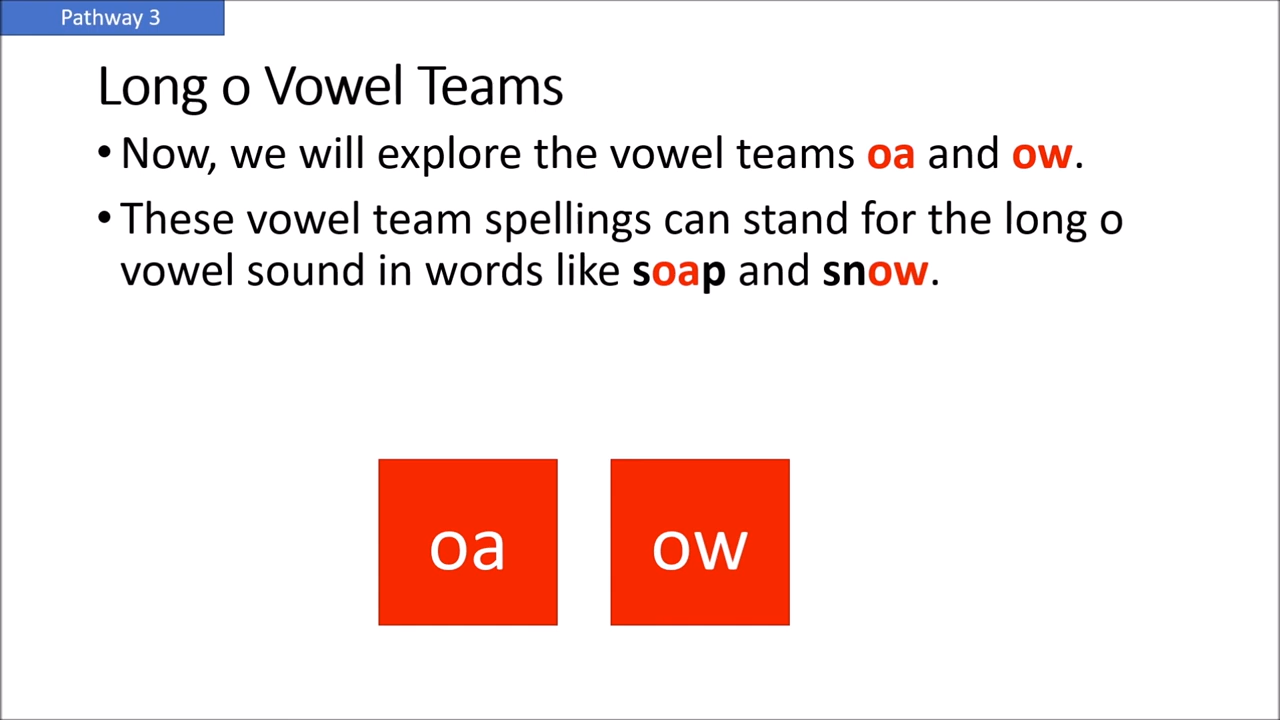 Pathway 3
Long o Vowel Teams
• Now, we will explore the vowel teams oa and ow.
• These vowel team spellings can stand for the long o
vowel sound in words like soap and snow.
oa
ow